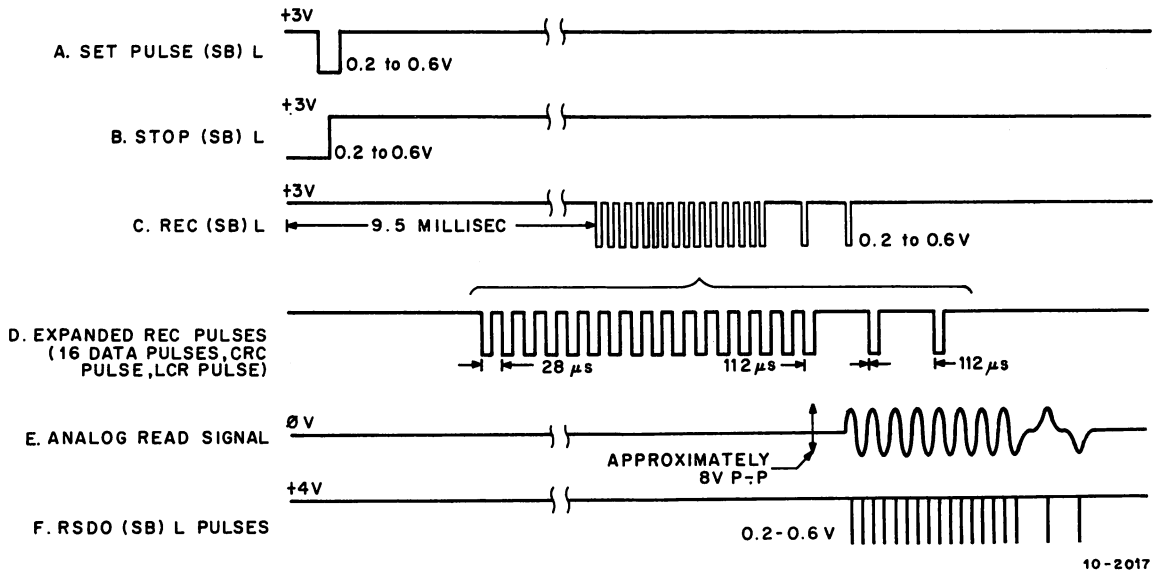 +3V
A. SET PULSE (SB) L
0.2 to 0.6V
+3V
B. STOP (SB) L
0.2 to 0.6V
+3V
C. REC (SB) L
9.5 MILLISEC
0.2 to 0.6V
D. EXPANDED REC PULSES
(16 DATA PULSES, CRC
PULSE, LCR PULSE)
28 µs
112 µs
112 µs
ØV
E. ANALOG READ SIGNAL
APPROXIMATELY
8V P-P
+4V
F. RSDO (SB) L PULSES
0.2-0.6 V
10-2017